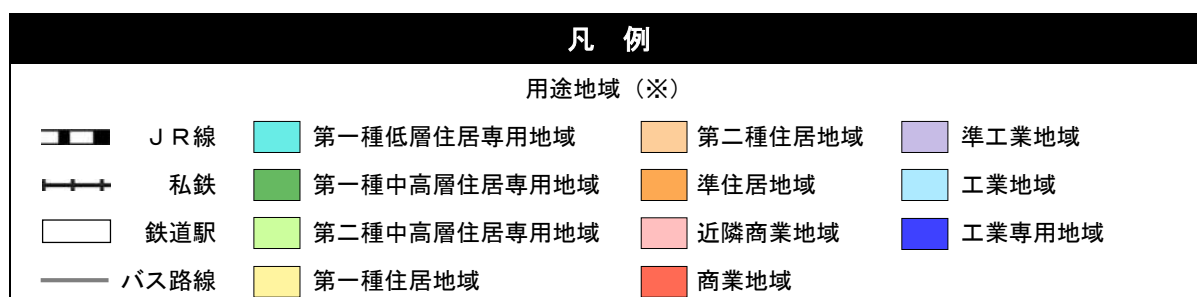 凡 例
用途地域（※）
ＪＲ線 第一種低層住居専用地域 第二種住居地域 準工業地域
私鉄 第一種中高層住居専用地域 準住居地域 工業地域
鉄道駅 第二種中高層住居専用地域 近隣商業地域 工業専用地域
バス路線 第一種住居地域 商業地域